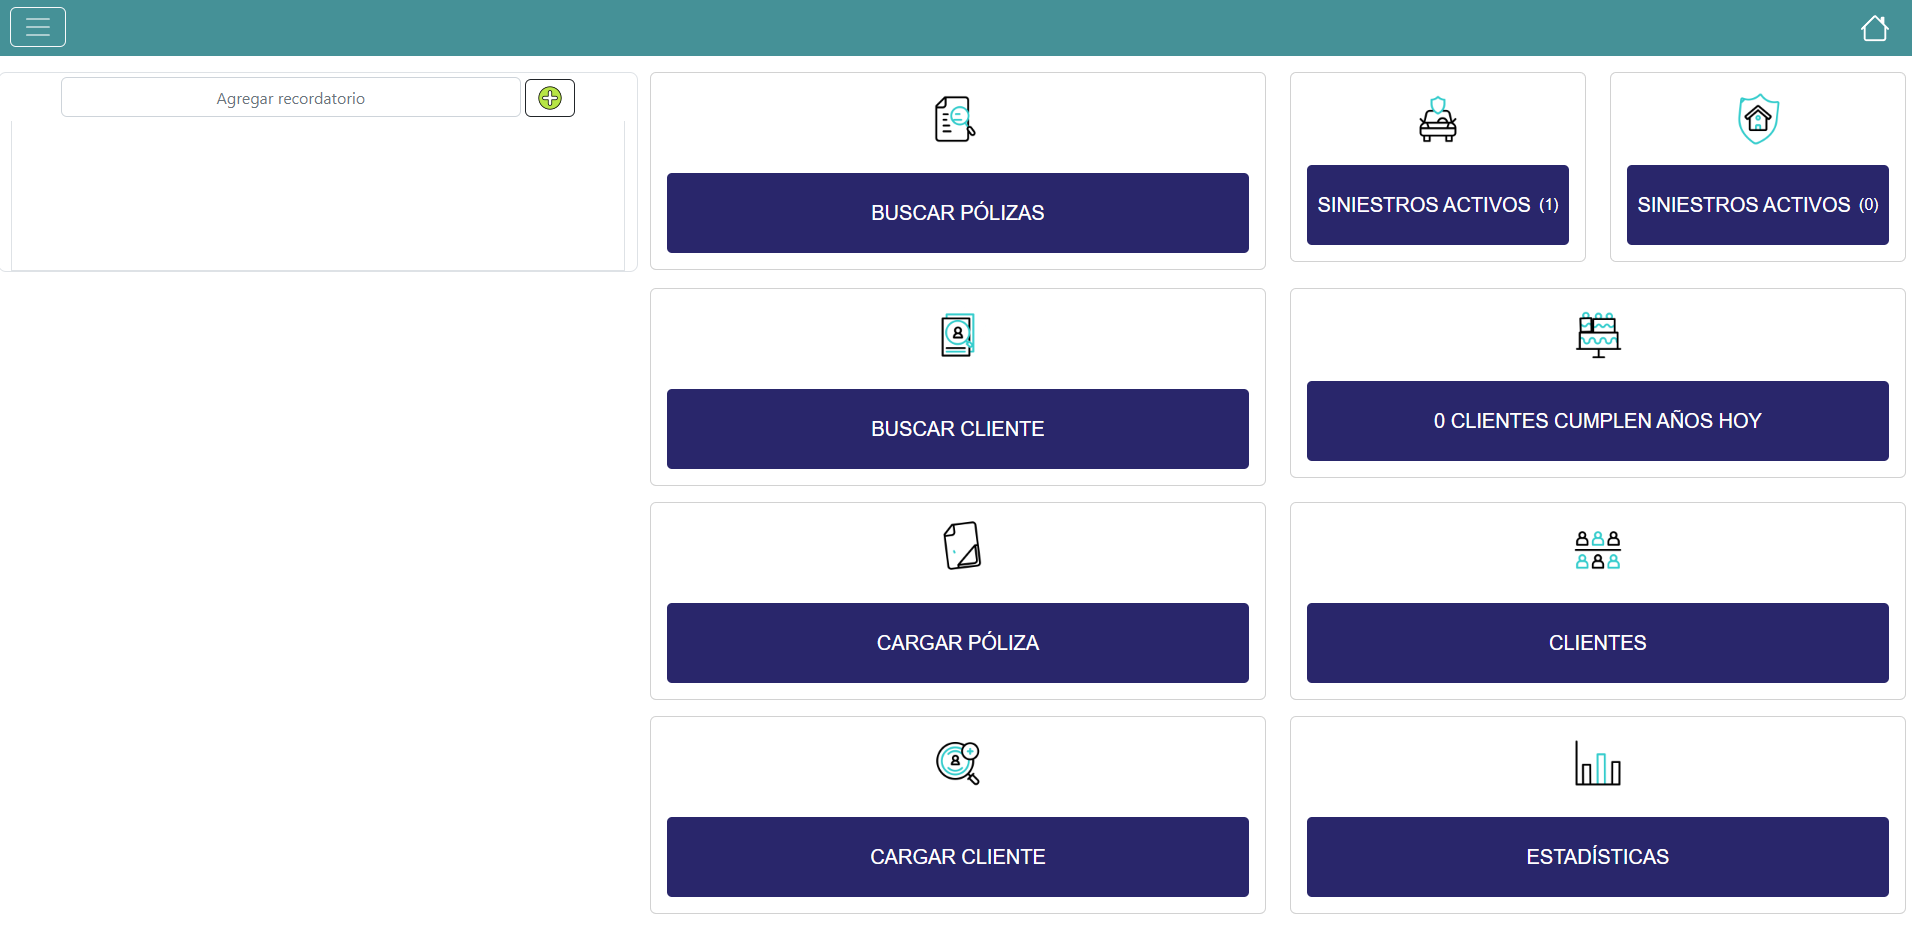 Agregar recordatorio
BUSCAR PÓLIZAS
SINIESTROS ACTIVOS (1)
SINIESTROS ACTIVOS (0)
BUSCAR CLIENTE
0 CLIENTES CUMPLEN AÑOS HOY
CARGAR PÓLIZA
CLIENTES
CARGAR CLIENTE
ESTADÍSTICAS